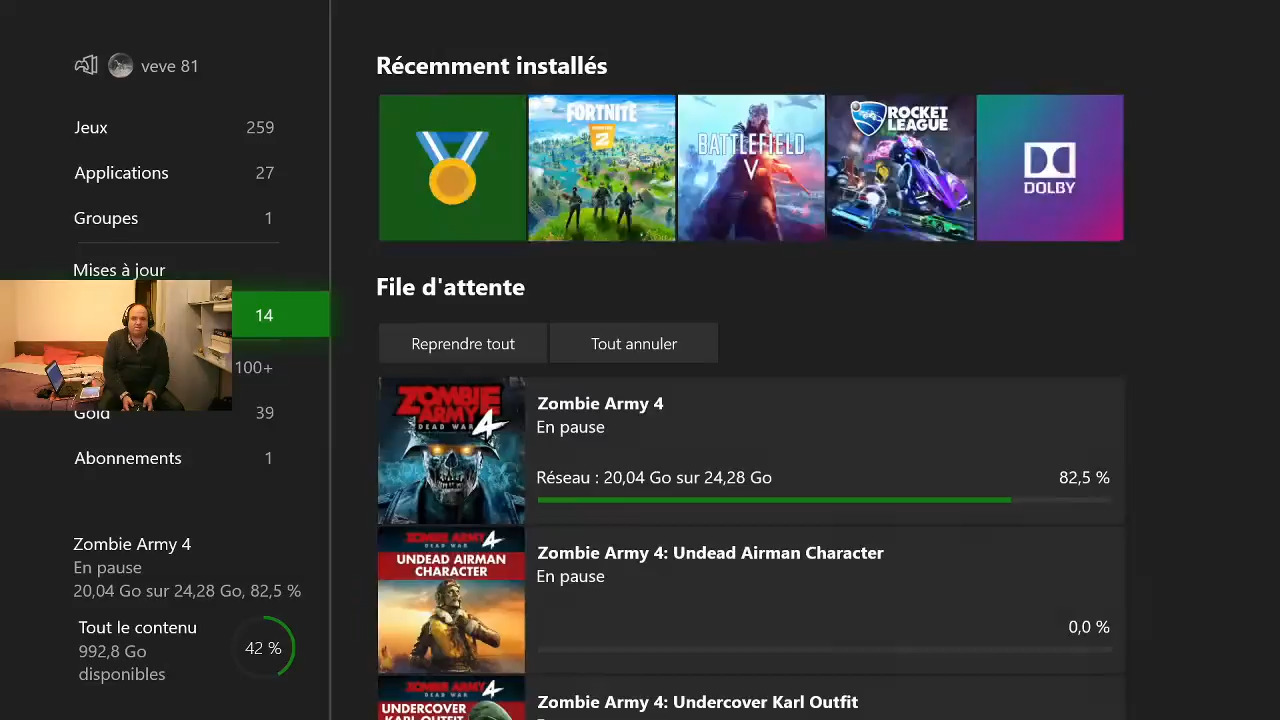 veve 81
Jeux 259
Applications 27
Groupes 1
Mises à jour
14
100+
Gold 39
Abonnements 1
Zombie Army 4
En pause
20,04 Go sur 24,28 Go, 82,5 %
Tout le contenu
992,8 Go
disponibles
42 %
Récemment installés
FORTNITE
2
BATTLEFIELD
V
ROCKET
LEAGUE
DOLBY
File d'attente
Reprendre tout
Tout annuler
ZOMBIE
ARMY 4
DEAD WAR
Zombie Army 4
En pause
Réseau : 20,04 Go sur 24,28 Go 82,5 %
ZOMBIE ARMY 4
DEAD WAR
UNDEAD AIRMAN
CHARACTER
Zombie Army 4: Undead Airman Character
En pause
0,0 %
ZOMBIE ARMY 4
DEAD WAR
UNDERCOVER
KARL OUTFIT
Zombie Army 4: Undercover Karl Outfit